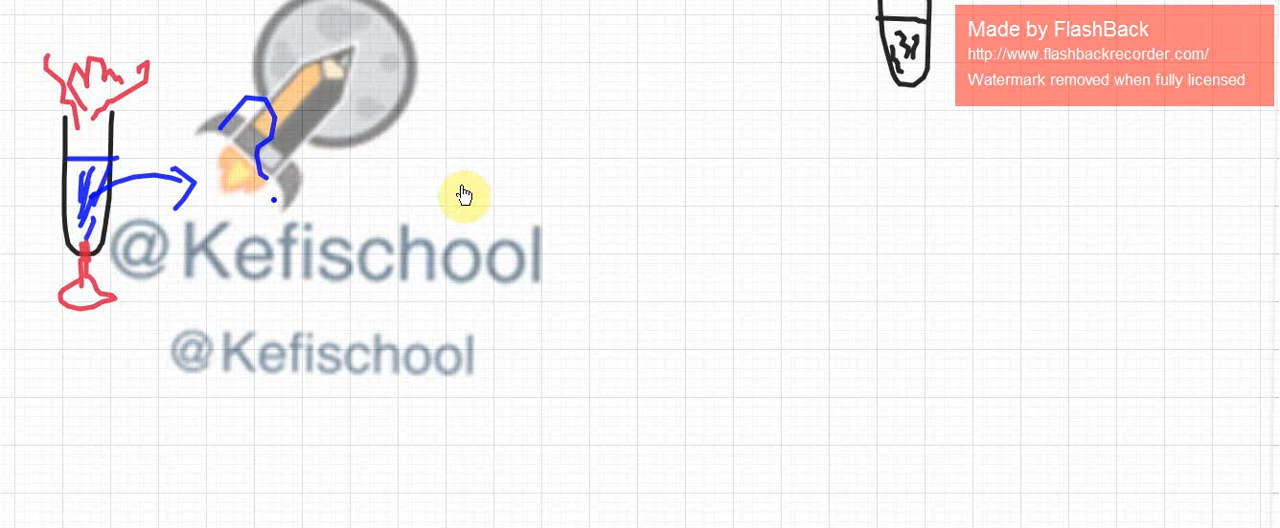 Made by FlashBack
http://www.flashbackrecorder.com/
Watermark removed when fully licensed
?
@Kefischool
@Kefischool